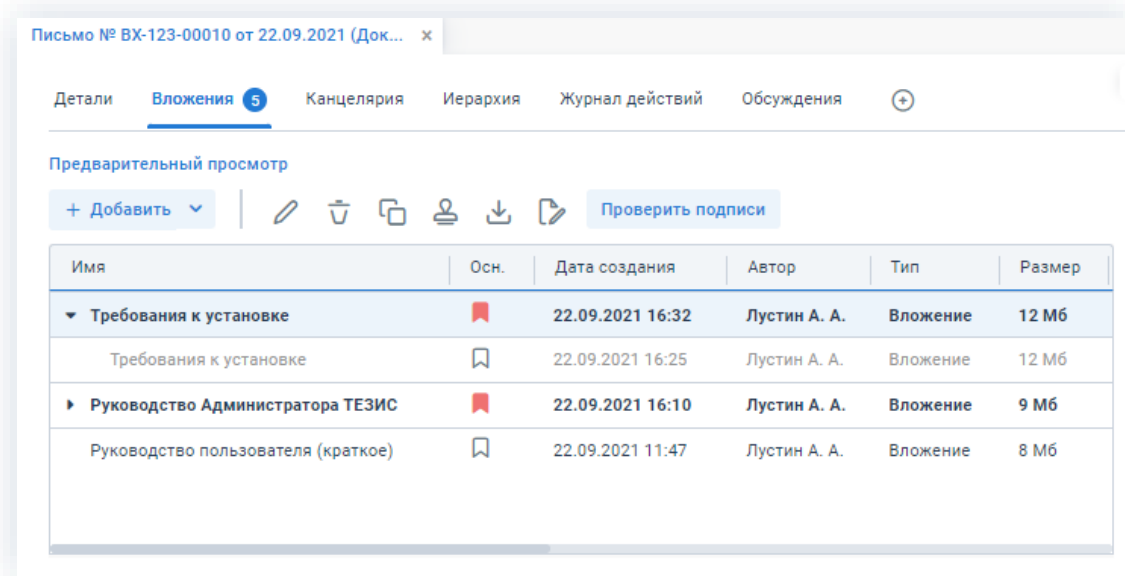 Письмо № ВХ-123-00010 от 22.09.2021 (Док... ×
Детали Вложения 5 Канцелярия Иерархия Журнал действий Обсуждения
Предварительный просмотр
+ Добавить Проверить подписи
Имя Осн. Дата создания Автор Тип Размер
Требования к установке 22.09.2021 16:32 Лустин А. А. Вложение 12 Мб
Требования к установке 22.09.2021 16:25 Лустин А. А. Вложение 12 Мб
Руководство Администратора ТЕЗИС 22.09.2021 16:10 Лустин А. А. Вложение 9 Мб
Руководство пользователя (краткое) 22.09.2021 11:47 Лустин А. А. Вложение 8 Мб